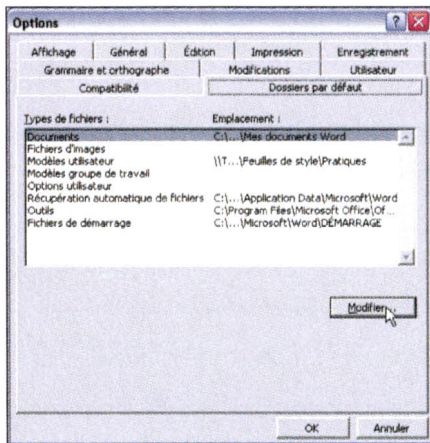 Options
Affichage Général Édition Impression Enregistrement
Grammaire et orthographe Modifications Utilisateur
Compatibilité Dossiers par défaut
Types de fichiers : Emplacement :
Documents C:\...\Mes documents Word
Fichiers d'images
Modèles utilisateur \\T...\Feuilles de style\Pratiques
Modèles groupe de travail
Options utilisateur
Récupération automatique de fichiers C:\...\Application Data\Microsoft\Word
Outils C:\Program Files\Microsoft Office\Of...
Fichiers de démarrage C:\...\Microsoft\Word\DÉMARRAGE
Modifier...
OK Annuler